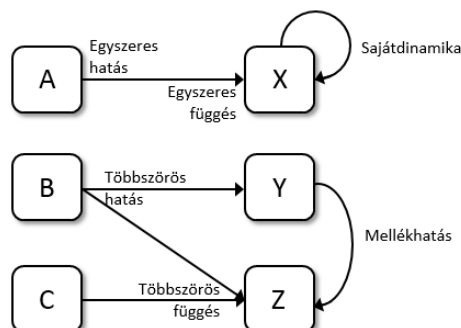 Egyszeres
hatás
A
X
Sajátdinamika
Egyszeres
függés
B
Többszörös
hatás
Y
Mellékhatás
C
Többszörös
függés
Z